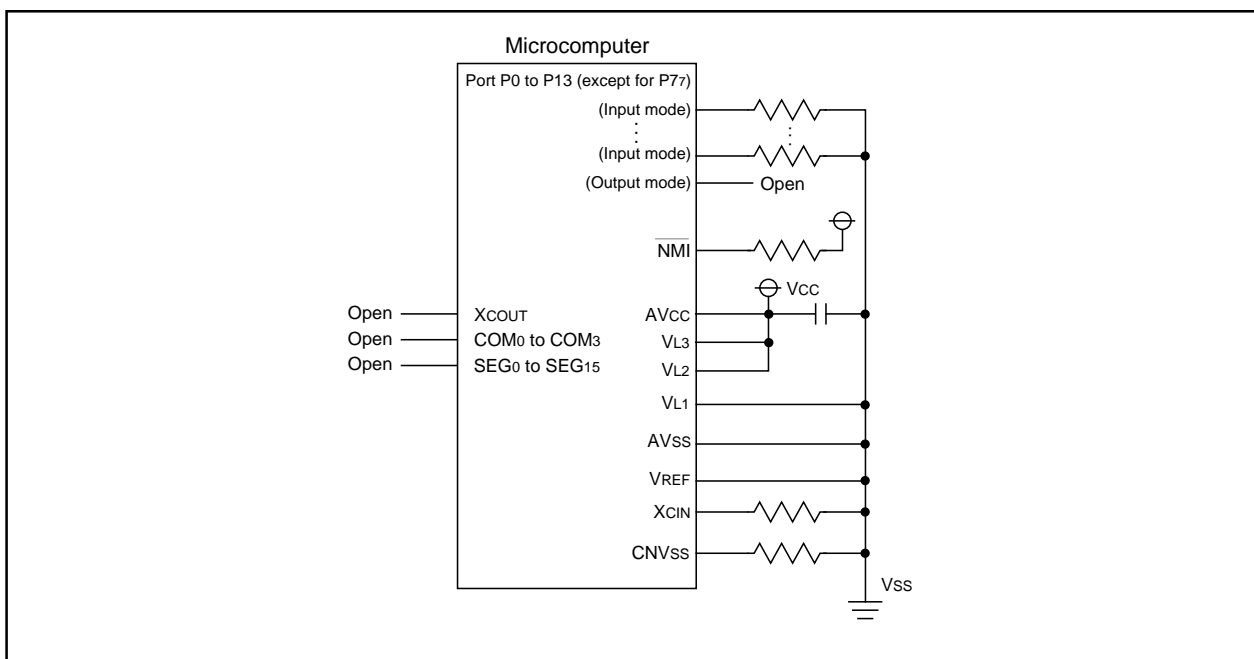 Microcomputer
Port P0 to P13 (except for P77)
(Input mode)
(Input mode)
(Output mode)
Open
NMI
VCC
Open
XCOUT
AVCC
Open
COM0 to COM3
VL3
Open
SEG0 to SEG15
VL2
VL1
AVSS
VREF
XCIN
CNVSS
VSS